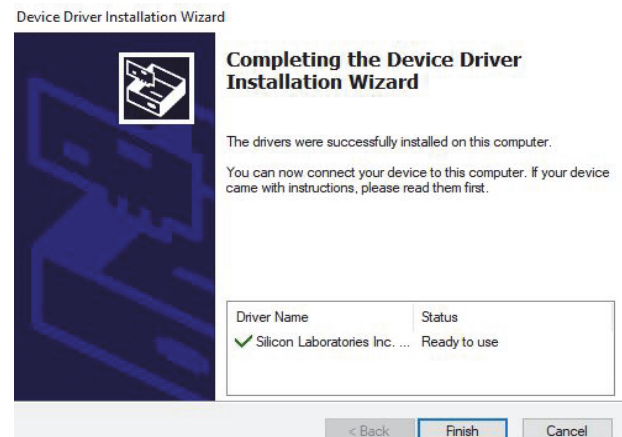 Device Driver Installation Wizard
Completing the Device Driver
Installation Wizard
The drivers were successfully installed on this computer.
You can now connect your device to this computer. If your device
came with instructions, please read them first.
Driver Name Status
Silicon Laboratories Inc. ... Ready to use
< Back Finish Cancel